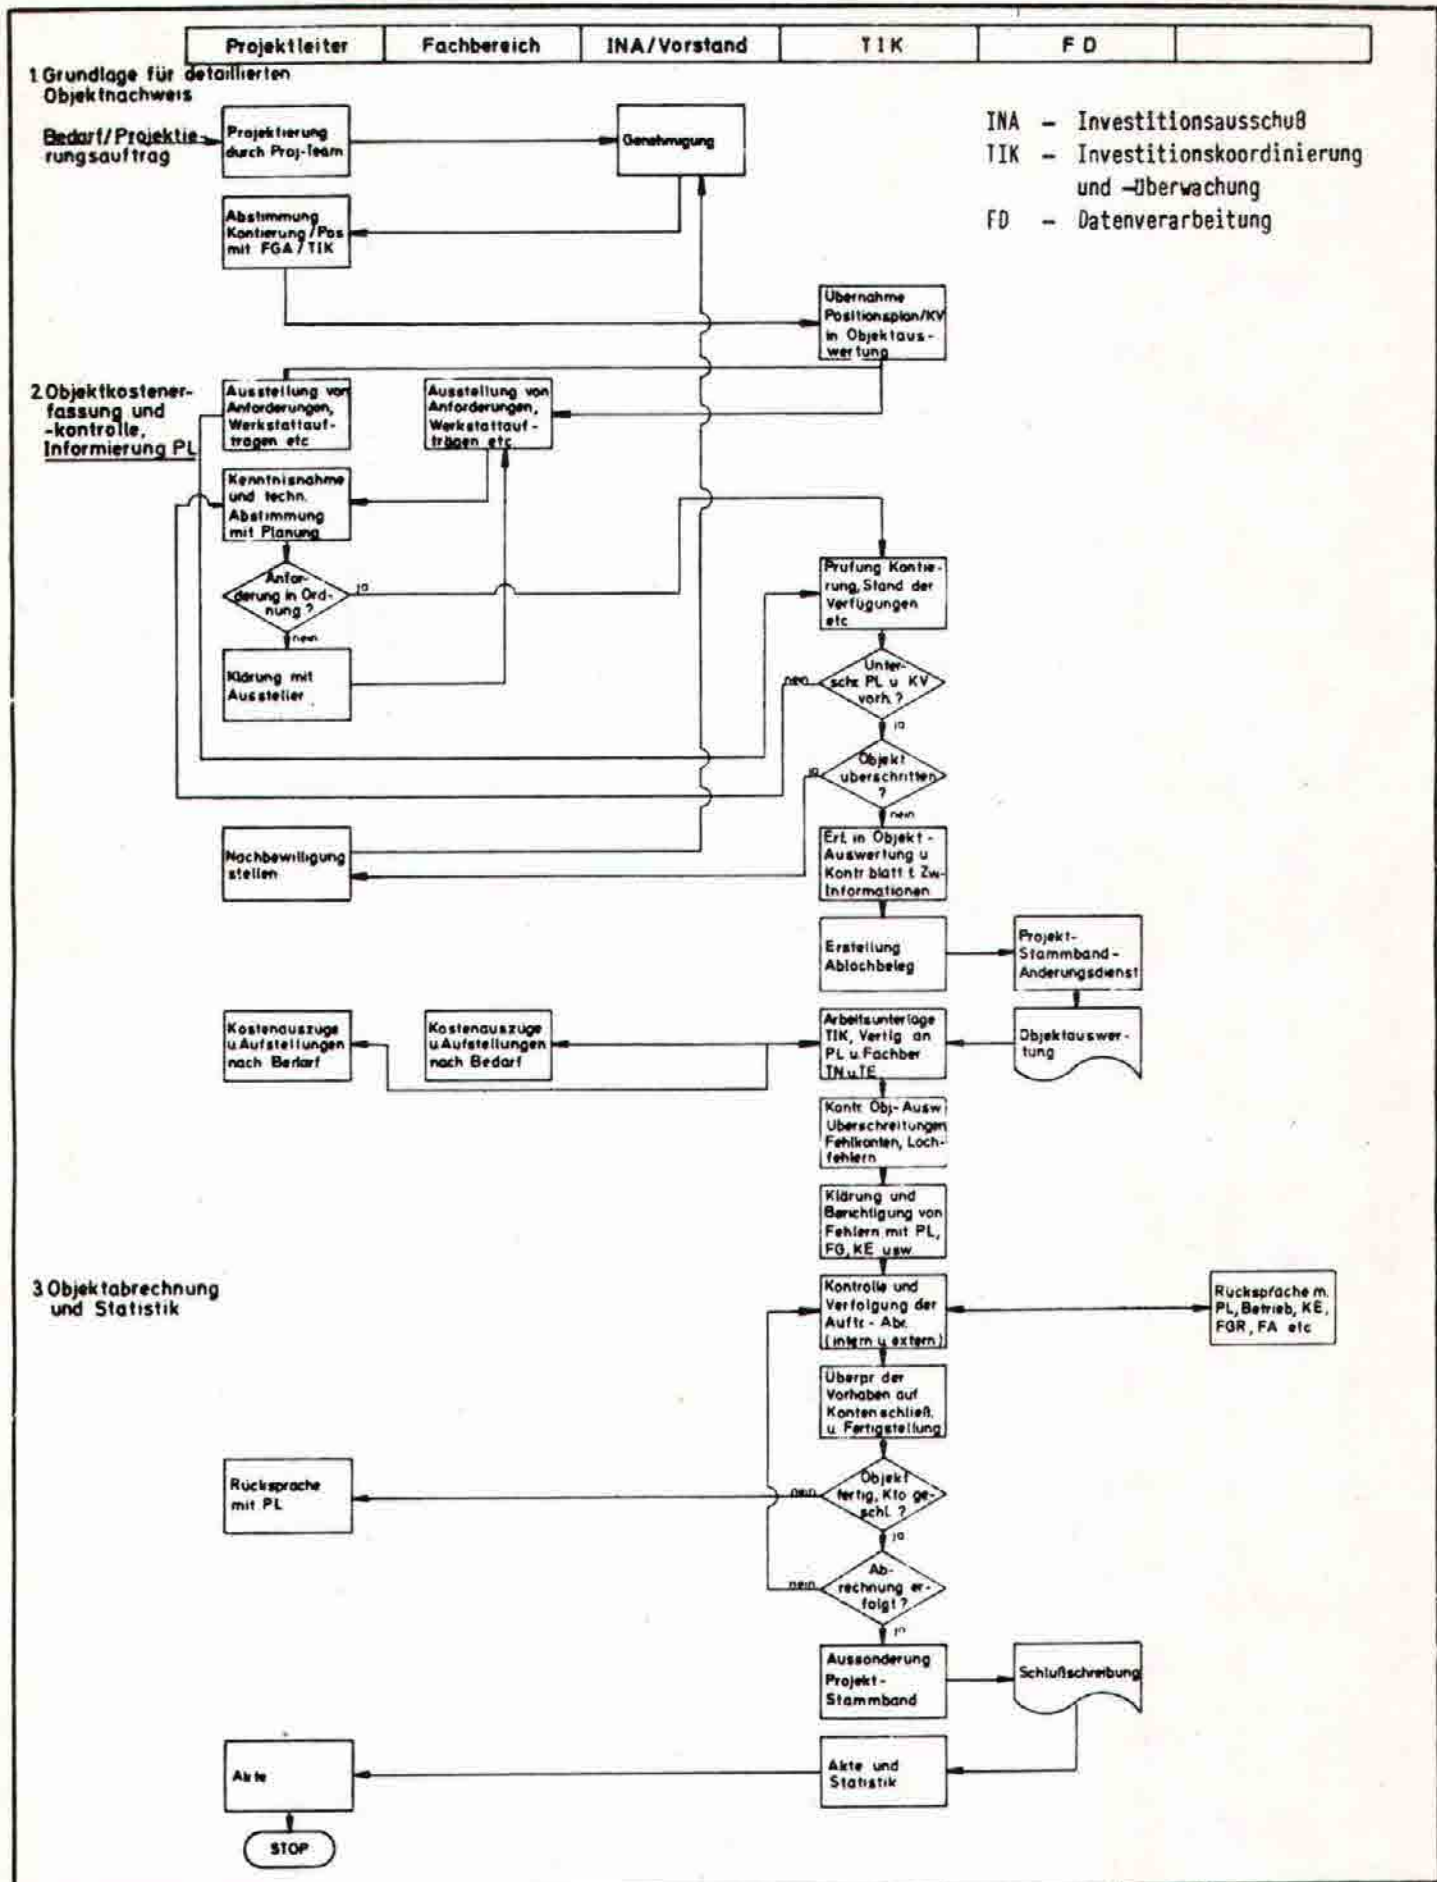 Projektleiter Fachbereich INA/Vorstand TIK FD
1 Grundlage für detaillierten
Objektnachweis
Bedarf/Projektie-
rungsauftrag
Projektierung
durch Proj-Team
Genehmigung
INA – Investitionsausschuß
TIK – Investitionskoordinierung
und -Überwachung
FD – Datenverarbeitung
Abstimmung
Kontierung/Pos
mit FGA/TIK
Übernahme
Positionsplan/KV
in Objektaus-
wertung
2 Objektkostener-
fassung und
-kontrolle,
Informierung PL
Ausstellung von
Anforderungen,
Werkstattauf-
trägen etc
Ausstellung von
Anforderungen,
Werkstattauf-
trägen etc
Kenntnisnahme
und techn.
Abstimmung
mit Planung
Anfor-
derung in Ord-
nung ?
ja
nein
Klärung mit
Aussteller
Prüfung Kontie-
rung, Stand der
Verfügungen
etc
Unter-
schr. PL u KV
vorh. ?
nein
ja
Objekt
überschritten
?
ja
nein
Nachbewilligung
stellen
Erf. in Objekt-
Auswertung u
Kontr blatt f. Zw-
Informationen
Erstellung
Ablochbeleg
Projekt-
Stammband-
Änderungsdienst
Kostenauszüge
u. Aufstellungen
nach Bedarf
Kostenauszüge
u. Aufstellungen
nach Bedarf
Arbeitsunterlage
TIK, Vertig an
PL u. Fachber
TN u. TE
Objektauswer-
tung
Kontr. Obj-Ausw
Überschreitungen
Fehlkonten, Loch-
fehlern
Klärung und
Berichtigung von
Fehlern mit PL,
FG, KE usw
3 Objektabrechnung
und Statistik
Kontrolle und
Verfolgung der
Auftr-Abr.
(intern u extern)
Rücksprache m.
PL, Betrieb, KE,
FGR, FA etc
Überpr der
Vorhaben auf
Kontenschließ.
u. Fertigstellung
Rücksprache
mit PL
Objekt
fertig, Kto ge-
schl. ?
nein
ja
Ab-
rechnung er-
folgt ?
nein
ja
Aussonderung
Projekt-
Stammband
Schlußschreibung
Akte
Akte und
Statistik
STOP